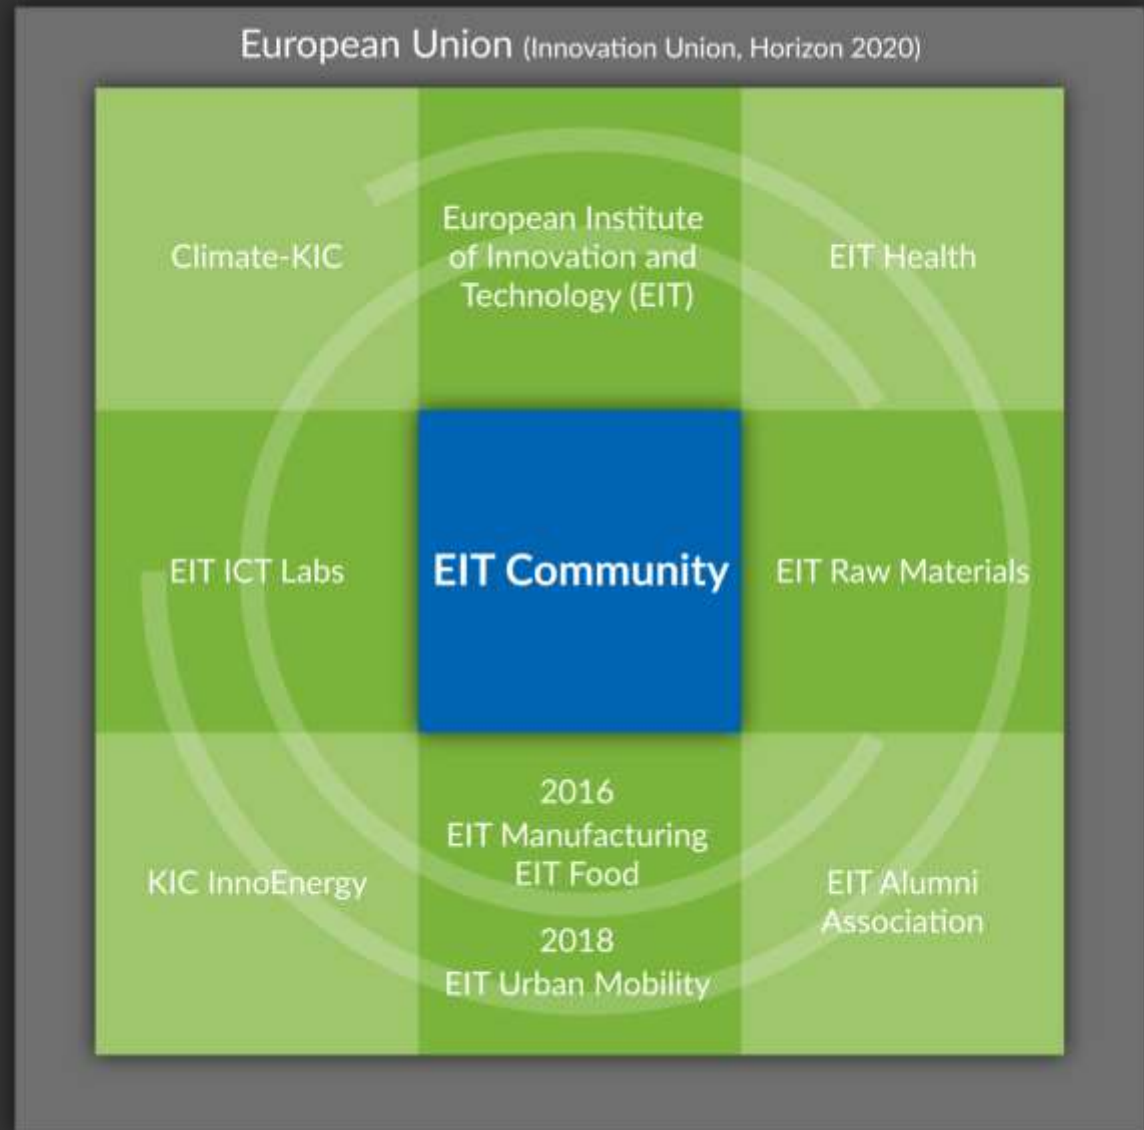 European Union (Innovation Union, Horizon 2020)
Climate-KIC
European Institute
of Innovation and
Technology (EIT)
EIT Health
EIT ICT Labs
EIT Community
EIT Raw Materials
KIC InnoEnergy
2016
EIT Manufacturing
EIT Food
2018
EIT Urban Mobility
EIT Alumni
Association